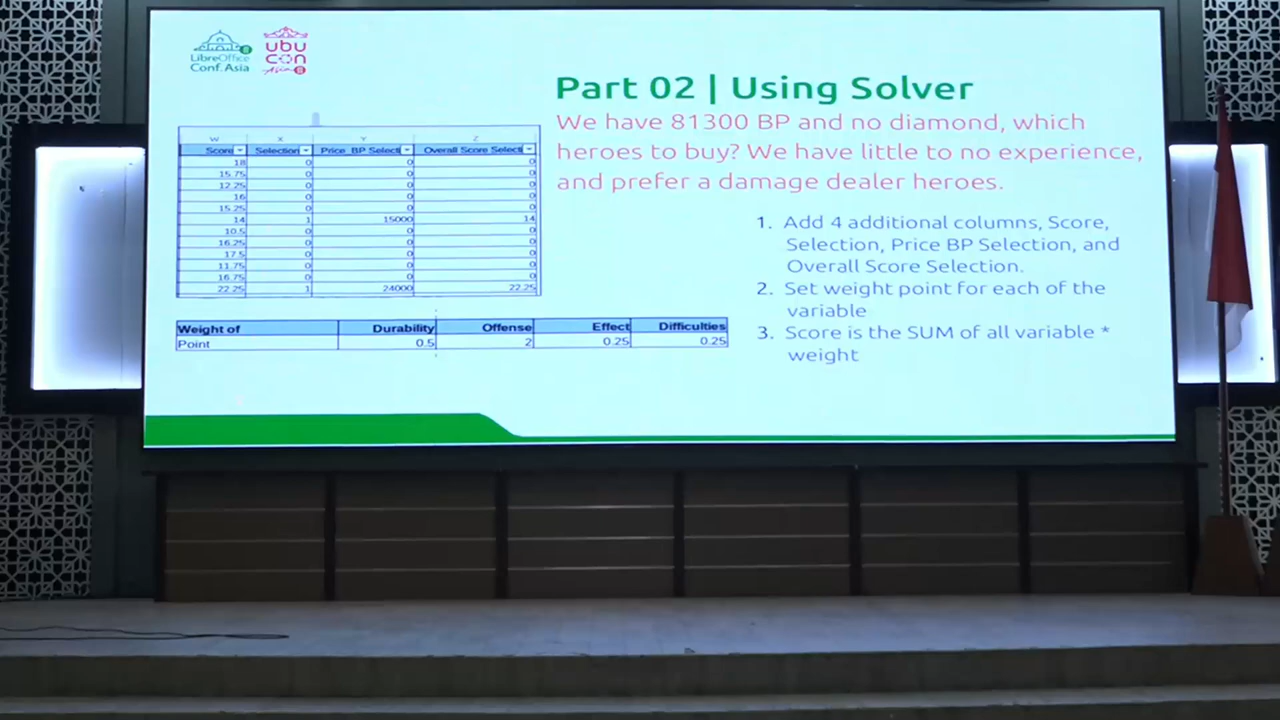 LibreOffice
Conf. Asia
ubu
con
Asia
Part 02 | Using Solver
We have 81300 BP and no diamond, which
heroes to buy? We have little to no experience,
and prefer a damage dealer heroes.
W X Y Z
Score Selection Price BP Select Overall Score Select
18 0 0 0
15.75 0 0 0
12.25 0 0 0
16 0 0 0
15.25 0 0 0
14 1 15000 14
10.5 0 0 0
16.25 0 0 0
17.5 0 0 0
11.75 0 0 0
16.75 0 0 0
22.25 1 24000 22.25
Weight of Durability Offense Effect Difficulties
Point 0.5 2 0.25 0.25
1. Add 4 additional columns, Score,
Selection, Price BP Selection, and
Overall Score Selection.
2. Set weight point for each of the
variable
3. Score is the SUM of all variable *
weight